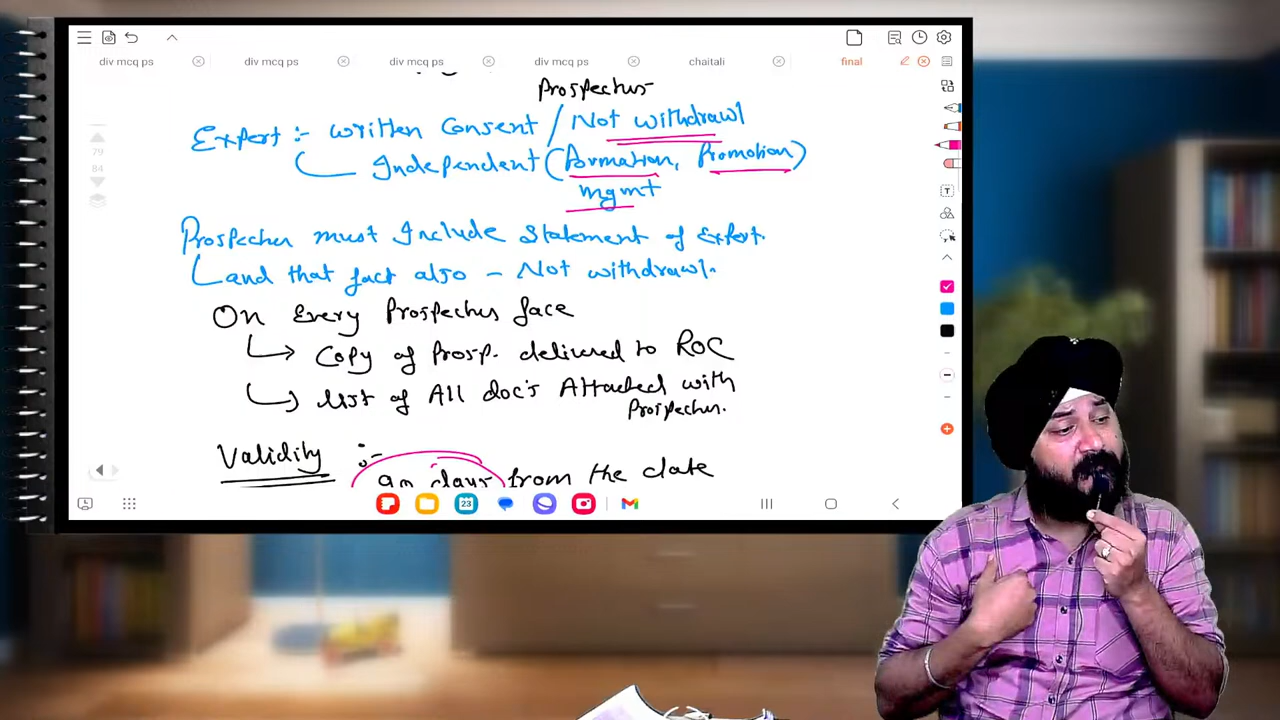 div mcq ps
div mcq ps
div mcq ps
div mcq ps
chaitali
final
Prospectus
Expert :- written Consent / Not withdrawl
Independent (Formation, Promotion)
mgmt
79
84
Prospectus must Include Statement of Expert.
and that fact also - Not withdrawl.
On Every Prospectus face
Copy of Prosp. delivered to ROC
List of All doc's Attached with
Prospectus.
Validity :-
90 days from the date
23